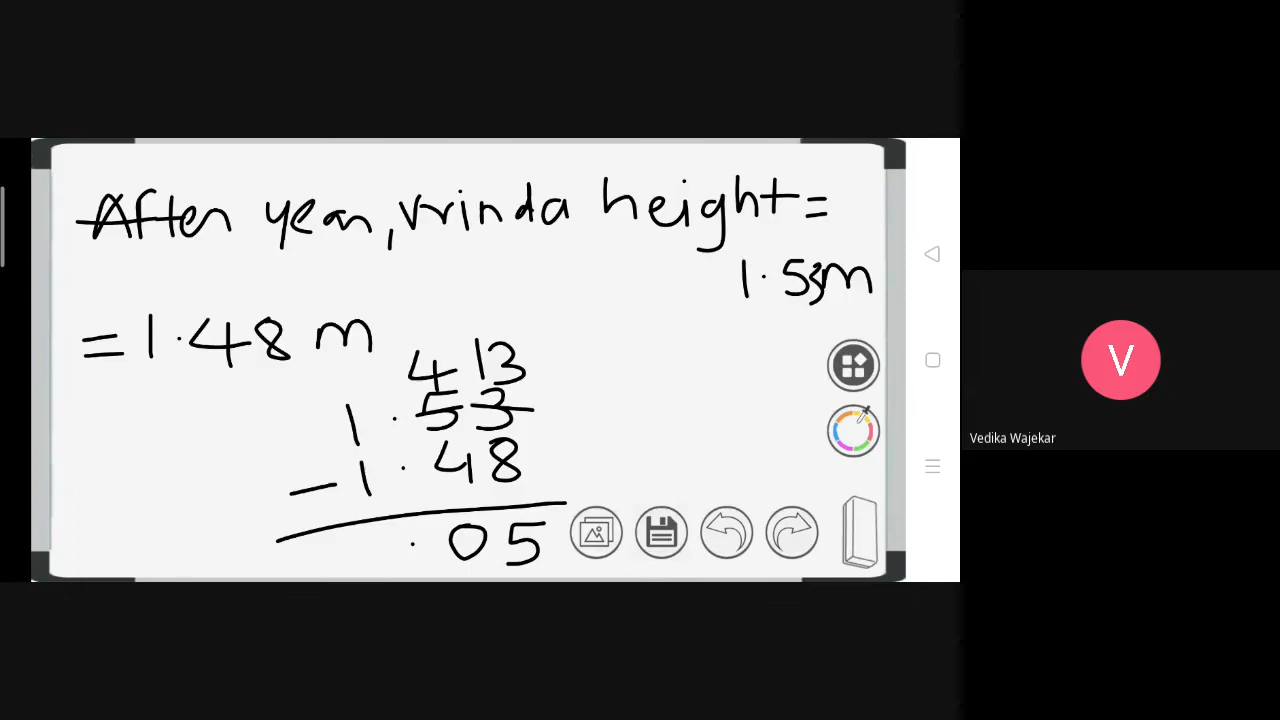 After year, Vrinda height =
1.53m
= 1.48 m
4 13
1.53
- 1.48
.05
V
Vedika Wajekar